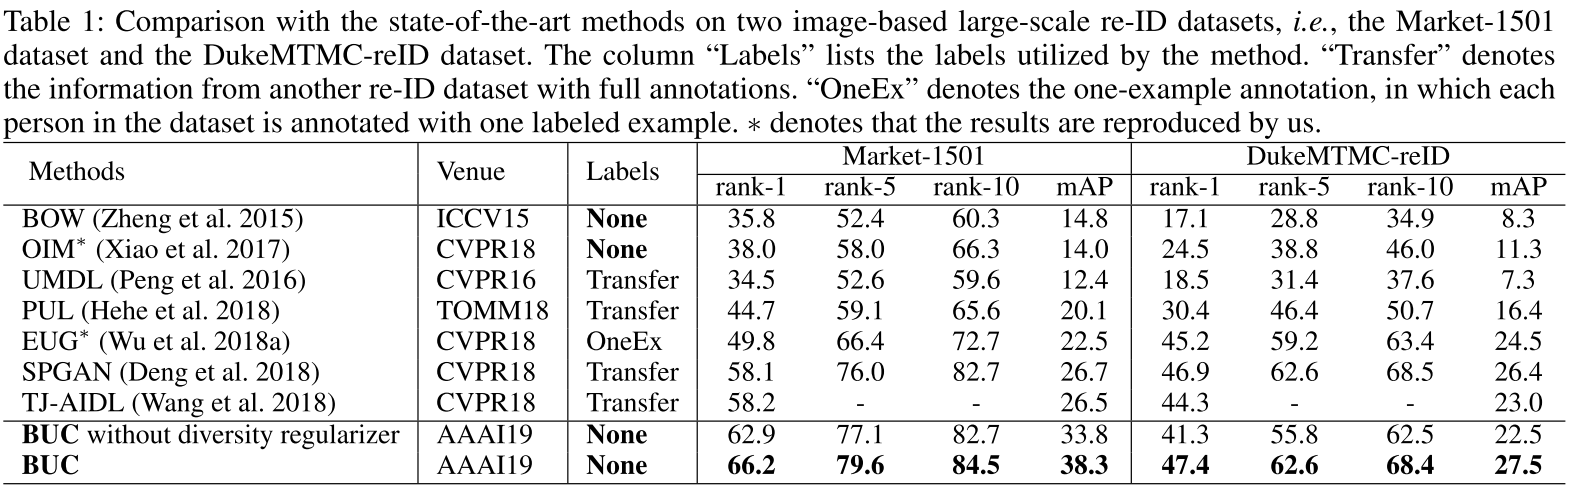 Table 1: Comparison with the state-of-the-art methods on two image-based large-scale re-ID datasets, i.e., the Market-1501
dataset and the DukeMTMC-reID dataset. The column “Labels” lists the labels utilized by the method. “Transfer” denotes
the information from another re-ID dataset with full annotations. “OneEx” denotes the one-example annotation, in which each
person in the dataset is annotated with one labeled example. ∗ denotes that the results are reproduced by us.
Methods Venue Labels Market-1501 DukeMTMC-reID
rank-1 rank-5 rank-10 mAP rank-1 rank-5 rank-10 mAP
BOW (Zheng et al. 2015) ICCV15 None 35.8 52.4 60.3 14.8 17.1 28.8 34.9 8.3
OIM∗ (Xiao et al. 2017) CVPR18 None 38.0 58.0 66.3 14.0 24.5 38.8 46.0 11.3
UMDL (Peng et al. 2016) CVPR16 Transfer 34.5 52.6 59.6 12.4 18.5 31.4 37.6 7.3
PUL (Hehe et al. 2018) TOMM18 Transfer 44.7 59.1 65.6 20.1 30.4 46.4 50.7 16.4
EUG∗ (Wu et al. 2018a) CVPR18 OneEx 49.8 66.4 72.7 22.5 45.2 59.2 63.4 24.5
SPGAN (Deng et al. 2018) CVPR18 Transfer 58.1 76.0 82.7 26.7 46.9 62.6 68.5 26.4
TJ-AIDL (Wang et al. 2018) CVPR18 Transfer 58.2 - - 26.5 44.3 - - 23.0
BUC without diversity regularizer AAAI19 None 62.9 77.1 82.7 33.8 41.3 55.8 62.5 22.5
BUC AAAI19 None 66.2 79.6 84.5 38.3 47.4 62.6 68.4 27.5